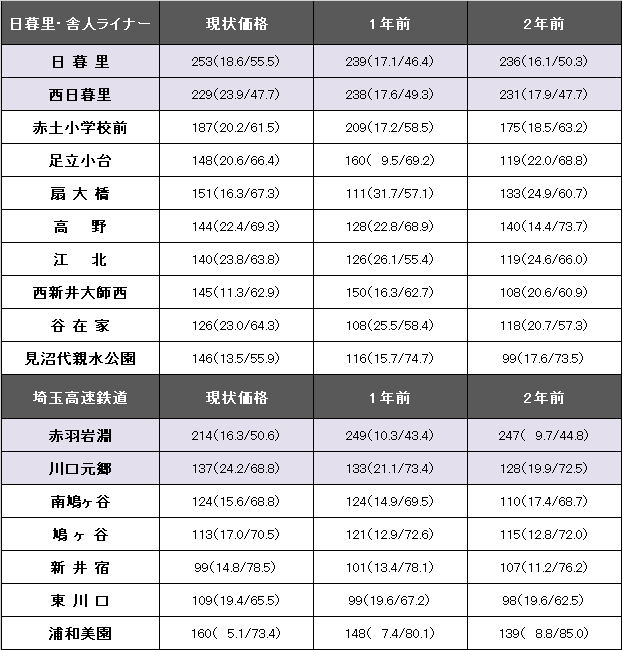 日暮里・舎人ライナー 現状価格 1年前 2年前
日暮里 253(18.6/55.5) 239(17.1/46.4) 236(16.1/50.3)
西日暮里 229(23.9/47.7) 238(17.6/49.3) 231(17.9/47.7)
赤土小学校前 187(20.2/61.5) 209(17.2/58.5) 175(18.5/63.2)
足立小台 148(20.6/66.4) 160( 9.5/69.2) 119(22.0/68.8)
扇大橋 151(16.3/67.3) 111(31.7/57.1) 133(24.9/60.7)
高野 144(22.4/69.3) 128(22.8/68.9) 140(14.4/73.7)
江北 140(23.8/63.8) 126(26.1/55.4) 119(24.6/66.0)
西新井大師西 145(11.3/62.9) 150(16.3/62.7) 108(20.6/60.9)
谷在家 126(23.0/64.3) 108(25.5/58.4) 118(20.7/57.3)
見沼代親水公園 146(13.5/55.9) 116(15.7/74.7) 99(17.6/73.5)
埼玉高速鉄道 現状価格 1年前 2年前
赤羽岩淵 214(16.3/50.6) 249(10.3/43.4) 247( 9.7/44.8)
川口元郷 137(24.2/68.8) 133(21.1/73.4) 128(19.9/72.5)
南鳩ヶ谷 124(15.6/68.8) 124(14.9/69.5) 110(17.4/68.7)
鳩ヶ谷 113(17.0/70.5) 121(12.9/72.6) 115(12.8/72.0)
新井宿 99(14.8/78.5) 101(13.4/78.1) 107(11.2/76.2)
東川口 109(19.4/65.5) 99(19.6/67.2) 98(19.6/62.5)
浦和美園 160( 5.1/73.4) 148( 7.4/80.1) 139( 8.8/85.0)